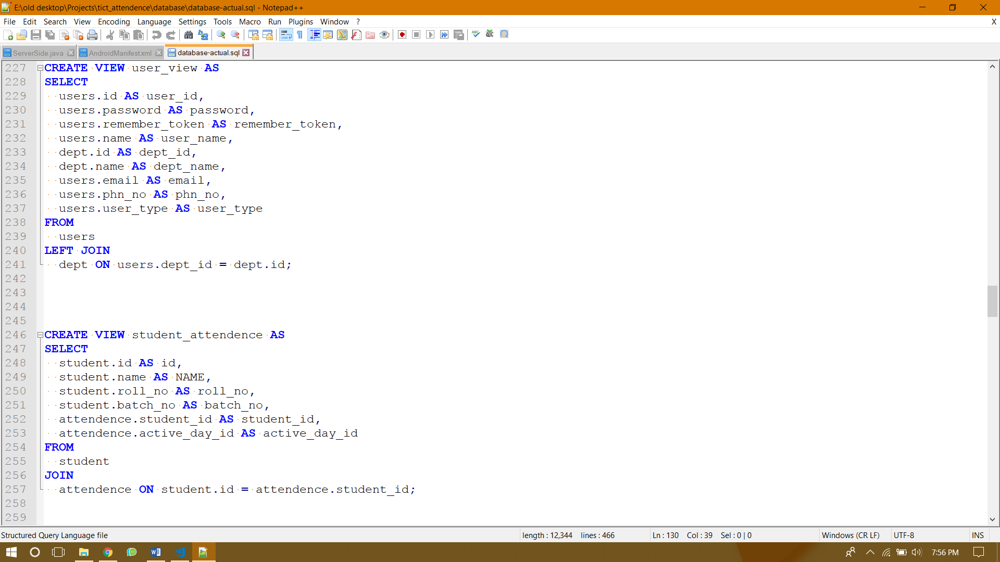 E:\old desktop\Projects\tict_attendence\database\database-actual.sql - Notepad++
File Edit Search View Encoding Language Settings Tools Macro Run Plugins Window ? X
ServerSide.java AndroidManifest.xml database-actual.sql
227 CREATE VIEW user_view AS
228 SELECT
229 users.id AS user_id,
230 users.password AS password,
231 users.remember_token AS remember_token,
232 users.name AS user_name,
233 dept.id AS dept_id,
234 dept.name AS dept_name,
235 users.email AS email,
236 users.phn_no AS phn_no,
237 users.user_type AS user_type
238 FROM
239 users
240 LEFT JOIN
241 dept ON users.dept_id = dept.id;
242
243
244
245
246 CREATE VIEW student_attendence AS
247 SELECT
248 student.id AS id,
249 student.name AS NAME,
250 student.roll_no AS roll_no,
251 student.batch_no AS batch_no,
252 attendence.student_id AS student_id,
253 attendence.active_day_id AS active_day_id
254 FROM
255 student
256 JOIN
257 attendence ON student.id = attendence.student_id;
258
259
Structured Query Language file length : 12,344 lines : 466 Ln : 130 Col : 39 Sel : 0 | 0 Windows (CR LF) UTF-8 INS
7:56 PM